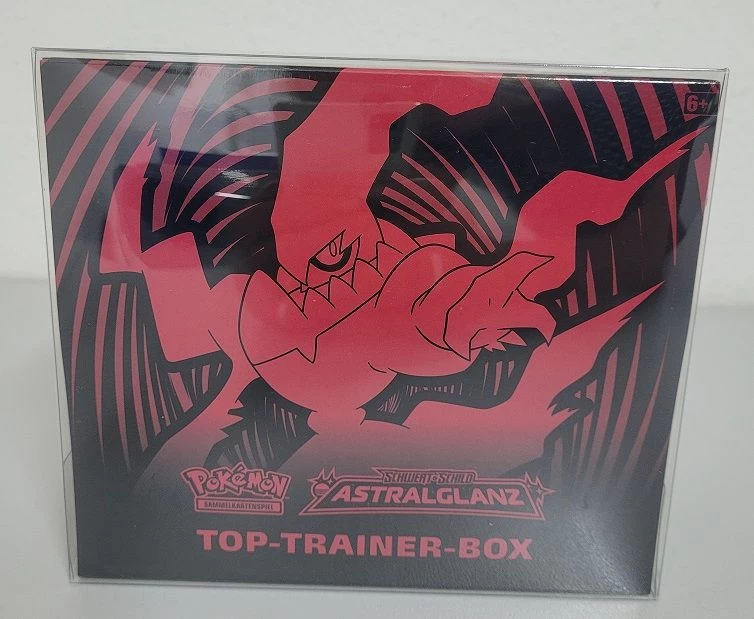 6+
POKéMON
SAMMELKARTENSPIEL
SCHWERT & SCHILD
ASTRALGLANZ
TOP-TRAINER-BOX